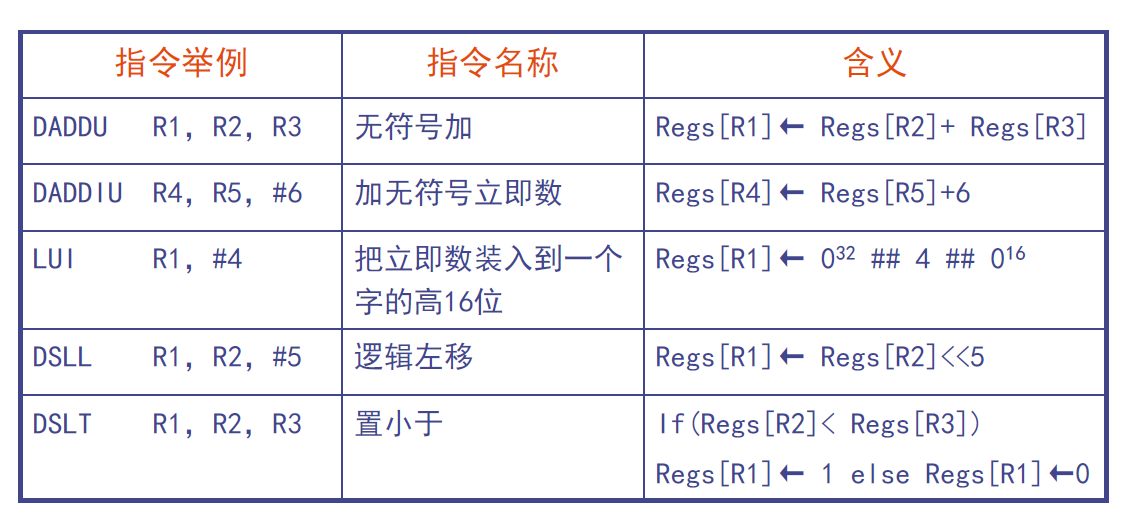 指令举例 指令名称 含义
DADDU R1, R2, R3 无符号加 Regs[R1]← Regs[R2]+ Regs[R3]
DADDIU R4, R5, #6 加无符号立即数 Regs[R4]← Regs[R5]+6
LUI R1, #4 把立即数装入到一个 Regs[R1]← 0³² ## 4 ## 0¹⁶
字的高16位
DSLL R1, R2, #5 逻辑左移 Regs[R1]← Regs[R2]<<5
DSLT R1, R2, R3 置小于 If(Regs[R2]< Regs[R3])
Regs[R1]← 1 else Regs[R1]←0